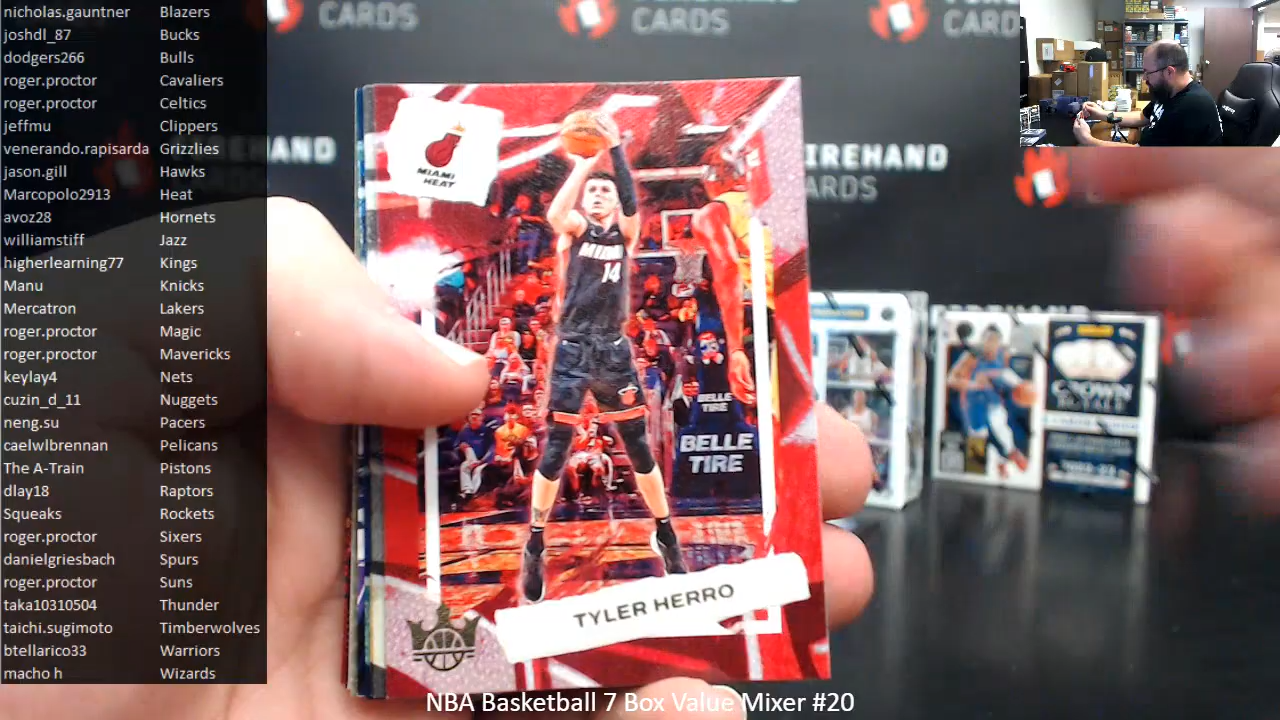 nicholas.gauntner Blazers
joshdl_87 Bucks
dodgers266 Bulls
roger.proctor Cavaliers
roger.proctor Celtics
jeffmu Clippers
venerando.rapisarda Grizzlies
jason.gill Hawks
Marcopolo2913 Heat
avoz28 Hornets
williamstiff Jazz
higherlearning77 Kings
Manu Knicks
Mercatron Lakers
roger.proctor Magic
roger.proctor Mavericks
keylay4 Nets
cuzin_d_11 Nuggets
neng.su Pacers
caelwlbrennan Pelicans
The A-Train Pistons
dlay18 Raptors
Squeaks Rockets
roger.proctor Sixers
danielgriesbach Spurs
roger.proctor Suns
taka10310504 Thunder
taichi.sugimoto Timberwolves
btellarico33 Warriors
macho h Wizards
CARDS
FIREHAND
CARDS
CARDS
MIAMI
HEAT
MIAMI
14
BELLE
TIRE
BELLE
TIRE
TYLER HERRO
CROWN
ROYALE
NBA Basketball 7 Box Value Mixer #20